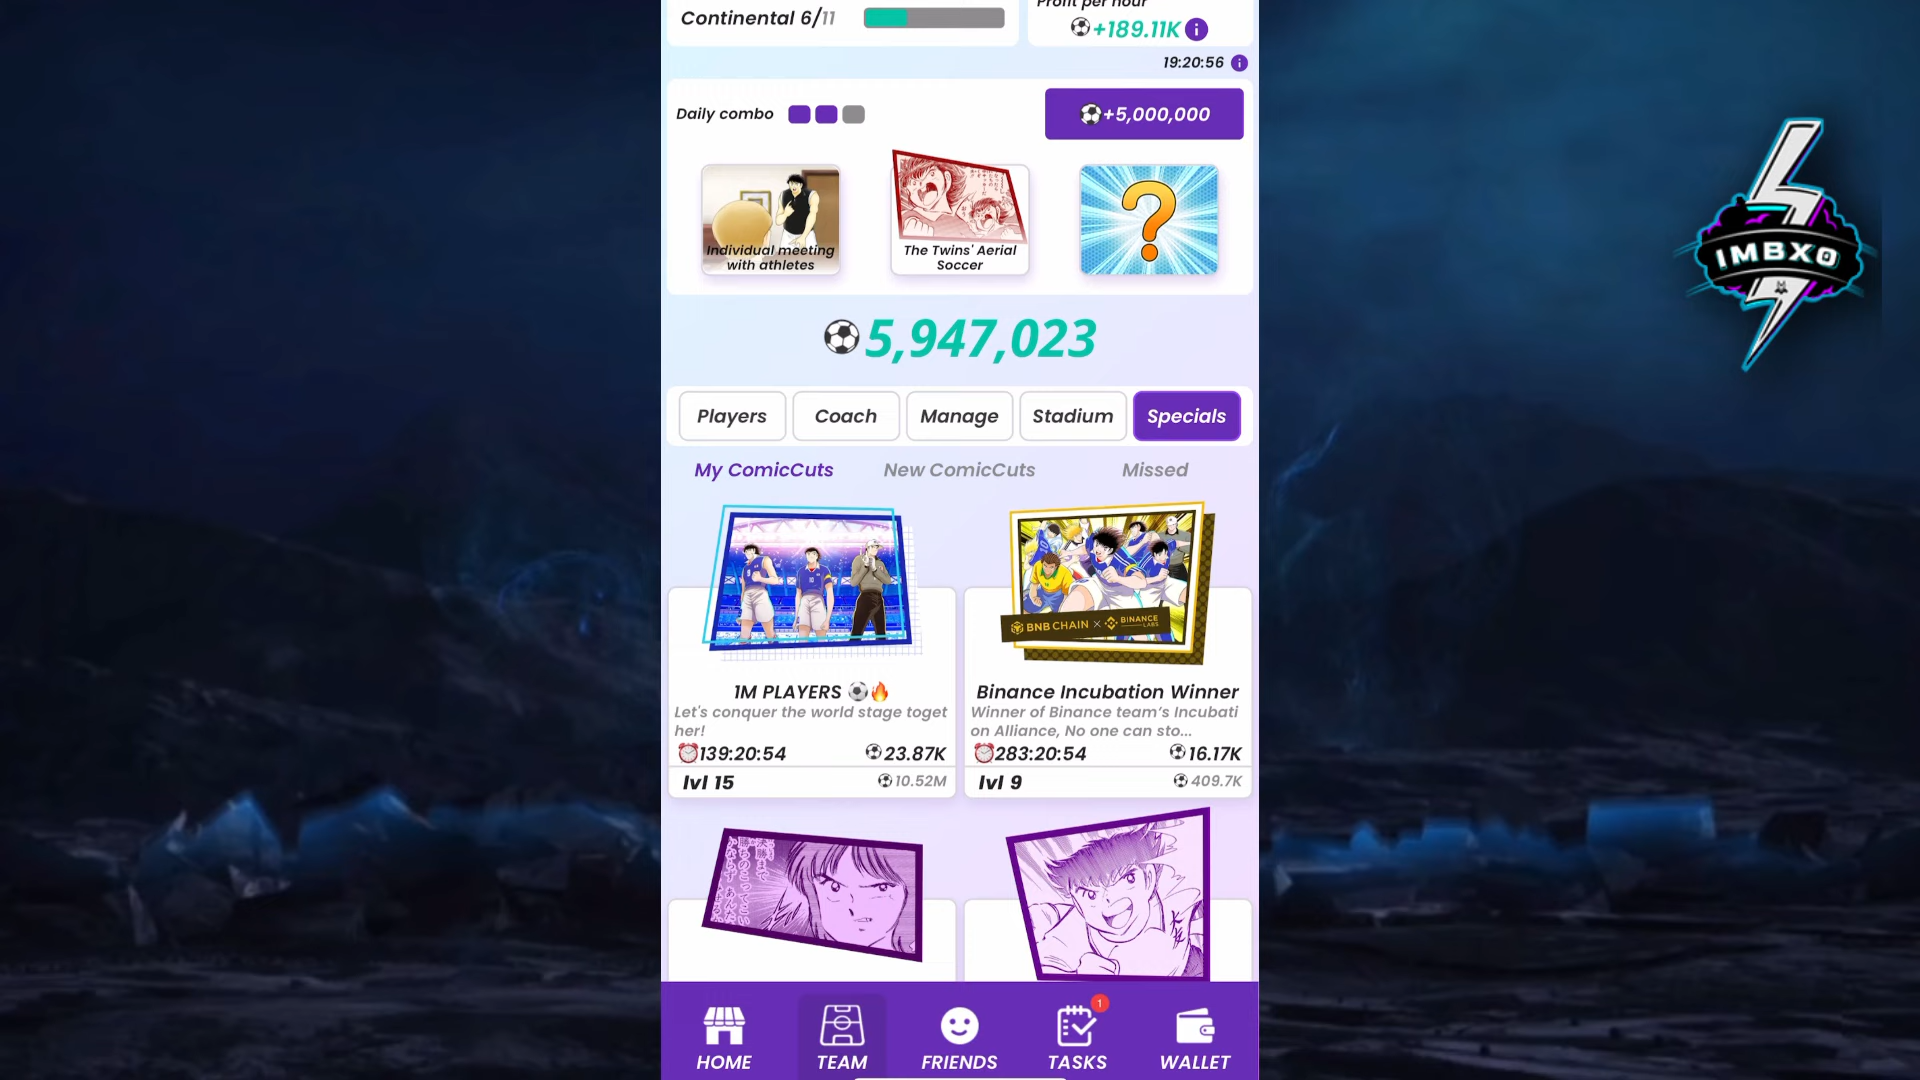 Profit per hour
Continental 6/11
+189.11K
19:20:56
Daily combo
+5,000,000
Individual meeting
with athletes
The Twins' Aerial
Soccer
5,947,023
Players
Coach
Manage
Stadium
Specials
My ComicCuts
New ComicCuts
Missed
BNB CHAIN × BINANCE LABS
1M PLAYERS ⚽🔥
Let's conquer the world stage toget
her!
139:20:54
23.87K
lvl 15
10.52M
Binance Incubation Winner
Winner of Binance team's Incubati
on Alliance, No one can sto...
283:20:54
16.17K
lvl 9
409.7K
HOME
TEAM
FRIENDS
1
TASKS
WALLET
IMBXO